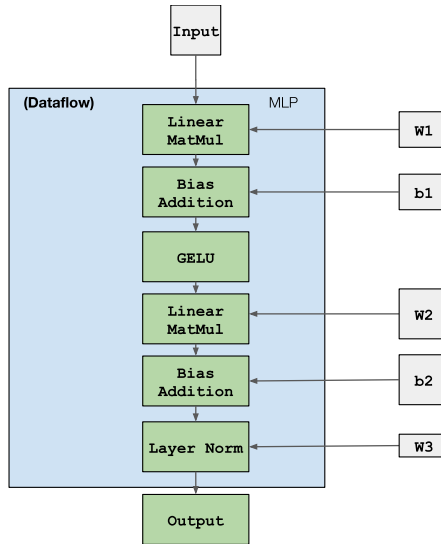 Input
(Dataflow) MLP
Linear
MatMul
W1
Bias
Addition
b1
GELU
Linear
MatMul
W2
Bias
Addition
b2
Layer Norm
W3
Output